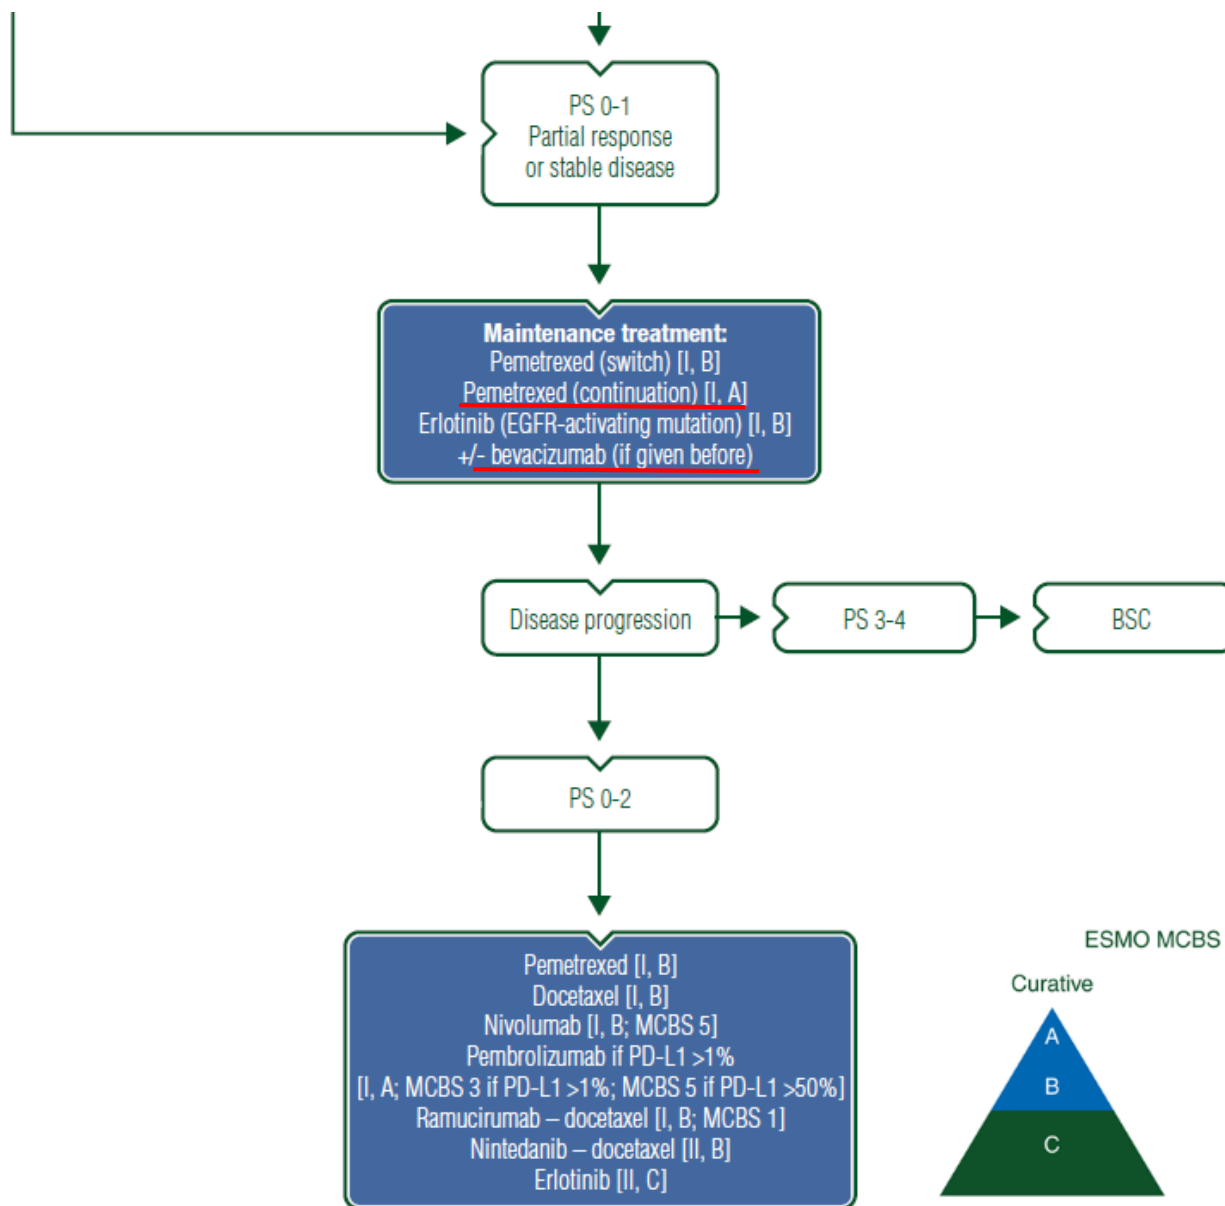 PS 0-1
Partial response
or stable disease
Maintenance treatment:
Pemetrexed (switch) [I, B]
Pemetrexed (continuation) [I, A]
Erlotinib (EGFR-activating mutation) [I, B]
+/- bevacizumab (if given before)
Disease progression
PS 3-4
BSC
PS 0-2
Pemetrexed [I, B]
Docetaxel [I, B]
Nivolumab [I, B; MCBS 5]
Pembrolizumab if PD-L1 >1%
[I, A; MCBS 3 if PD-L1 >1%; MCBS 5 if PD-L1 >50%]
Ramucirumab – docetaxel [I, B; MCBS 1]
Nintedanib – docetaxel [II, B]
Erlotinib [II, C]
ESMO MCBS
Curative
A
B
C